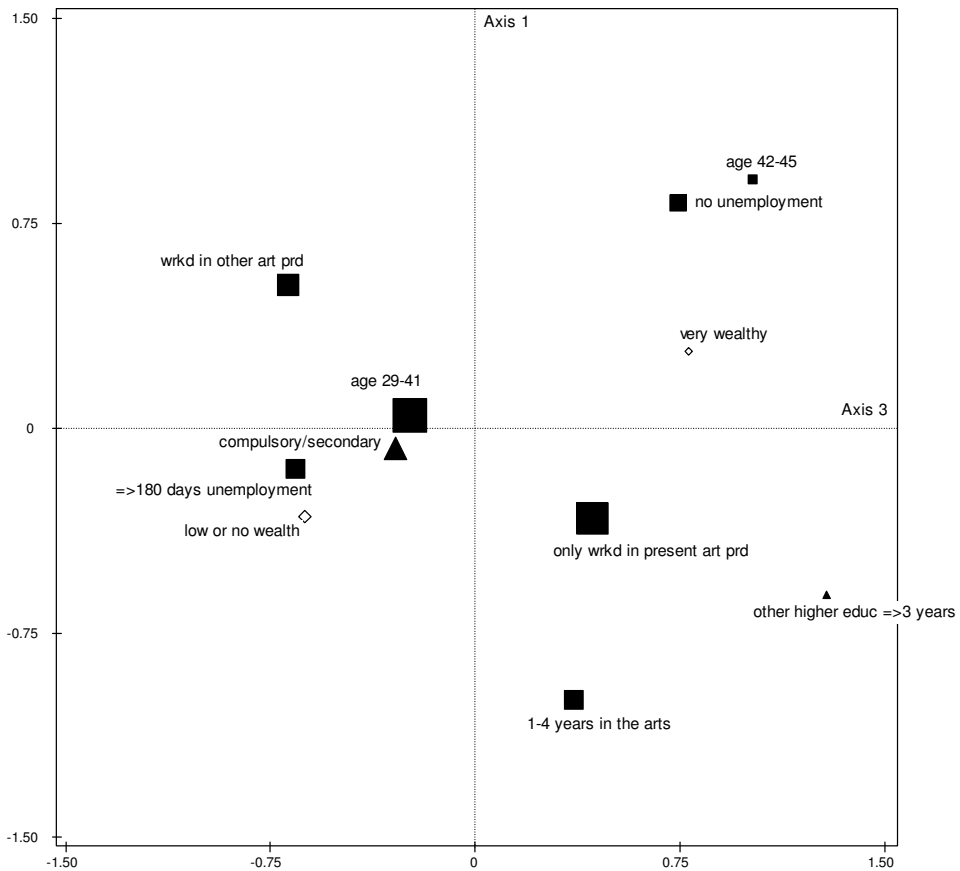 1.50
Axis 1
age 42-45
no unemployment
0.75
wrkd in other art prd
very wealthy
age 29-41
Axis 3
0
compulsory/secondary
=>180 days unemployment
low or no wealth
only wrkd in present art prd
other higher educ =>3 years
-0.75
1-4 years in the arts
-1.50
-1.50
-0.75
0
0.75
1.50